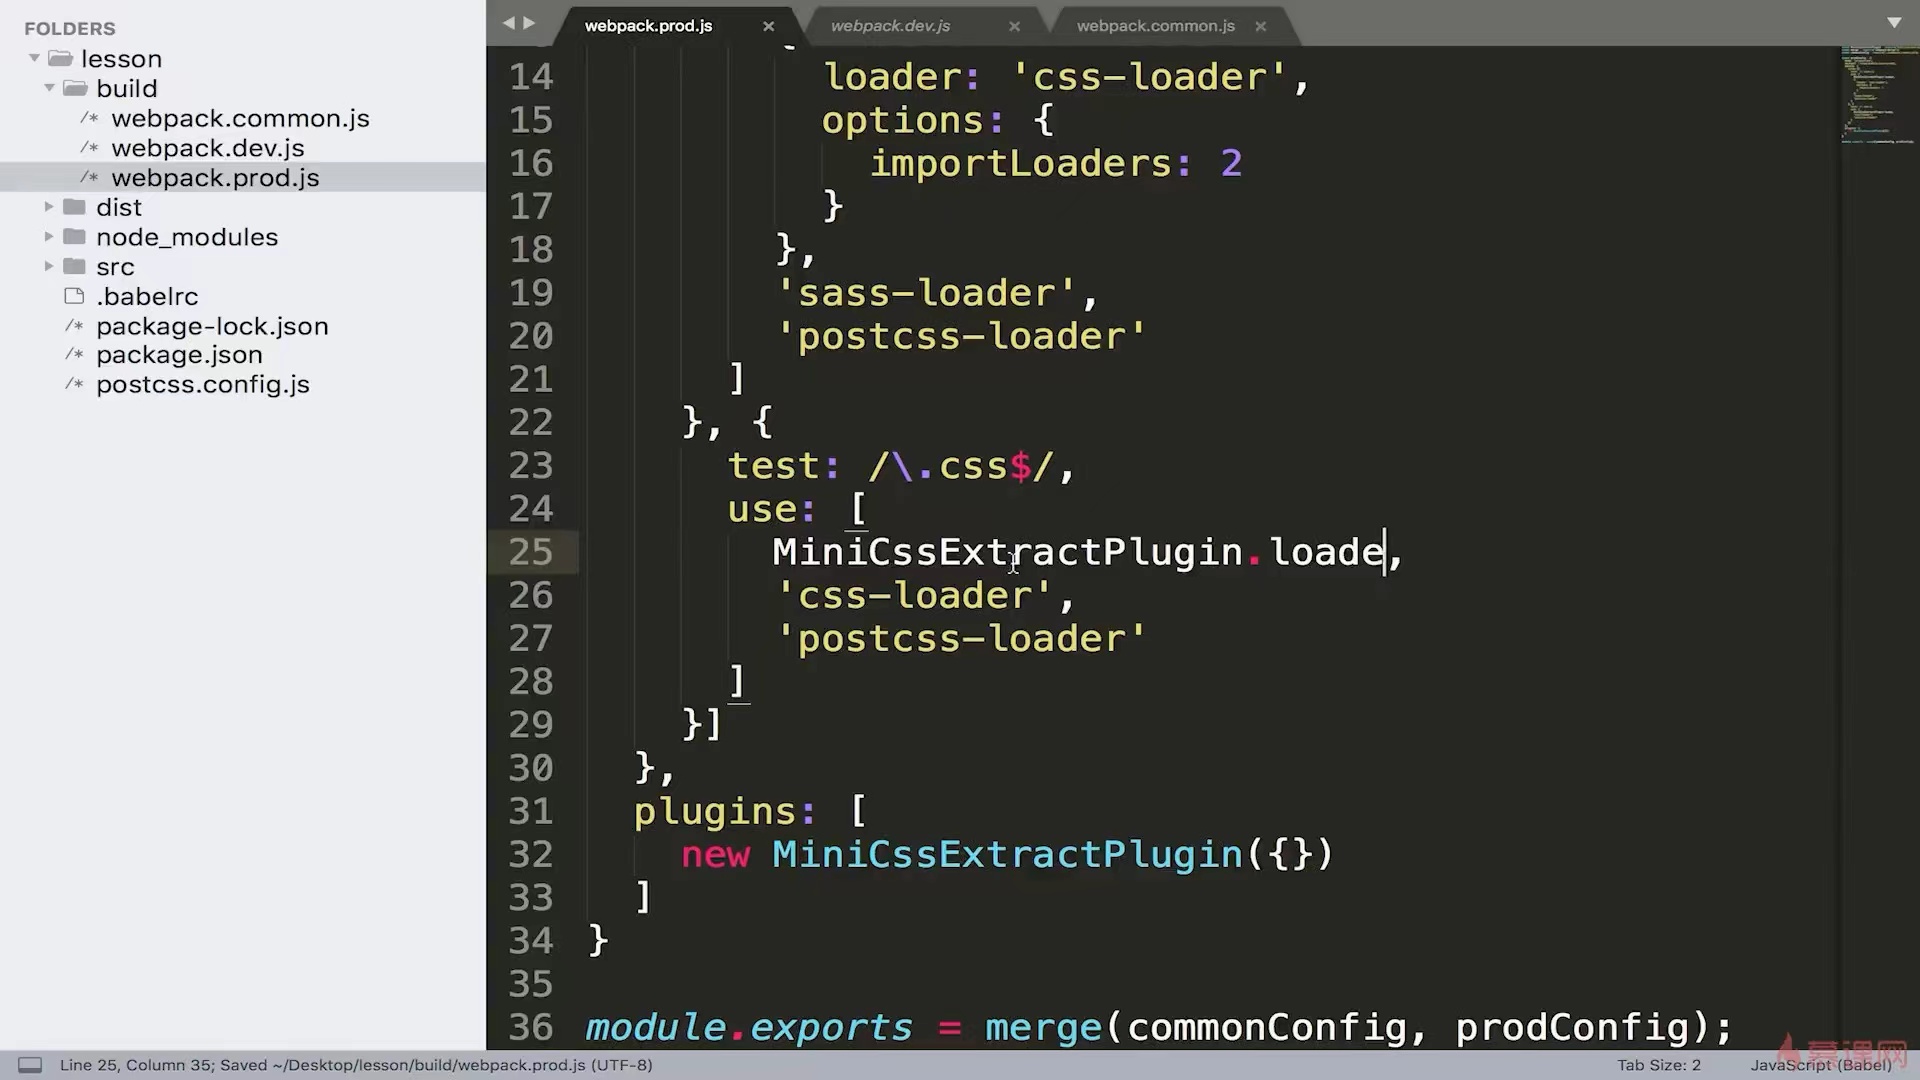 FOLDERS
lesson
build
/* webpack.common.js
/* webpack.dev.js
/* webpack.prod.js
dist
node_modules
src
.babelrc
/* package-lock.json
/* package.json
/* postcss.config.js
webpack.prod.js × webpack.dev.js × webpack.common.js ×
14 loader: 'css-loader',
15 options: {
16 importLoaders: 2
17 }
18 },
19 'sass-loader',
20 'postcss-loader'
21 ]
22 }, {
23 test: /\.css$/,
24 use: [
25 MiniCssExtractPlugin.loade,
26 'css-loader',
27 'postcss-loader'
28 ]
29 }]
30 },
31 plugins: [
32 new MiniCssExtractPlugin({})
33 ]
34 }
35
36 module.exports = merge(commonConfig, prodConfig);
Line 25, Column 35; Saved ~/Desktop/lesson/build/webpack.prod.js (UTF-8)
Tab Size: 2
JavaScript (Babel)
慕课网